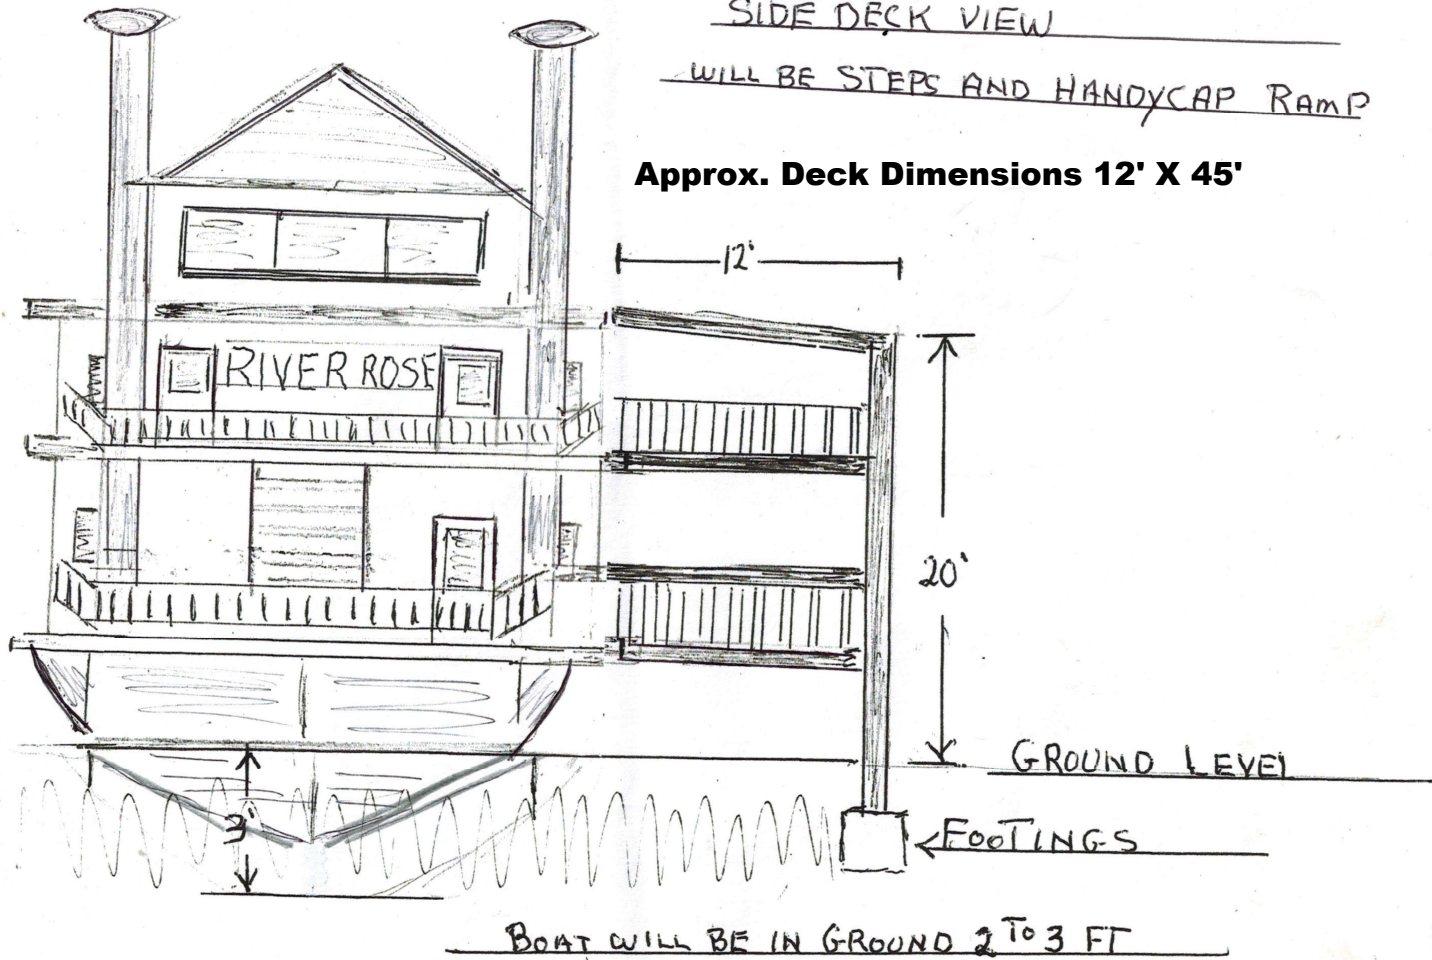 SIDE DECK VIEW
WILL BE STEPS AND HANDYCAP RAMP
Approx. Deck Dimensions 12' X 45'
12'
RIVER ROSE
20'
GROUND LEVEL
3'
FOOTINGS
BOAT WILL BE IN GROUND 2 TO 3 FT